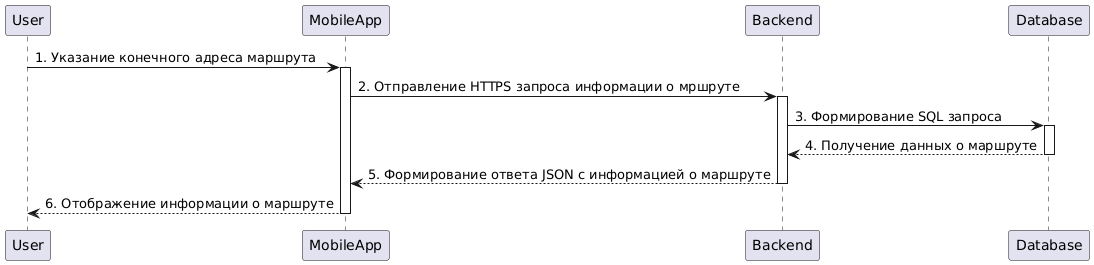 User MobileApp Backend Database
1. Указание конечного адреса маршрута
2. Отправление HTTPS запроса информации о мршруте
3. Формирование SQL запроса
4. Получение данных о маршруте
5. Формирование ответа JSON с информацией о маршруте
6. Отображение информации о маршруте
User MobileApp Backend Database